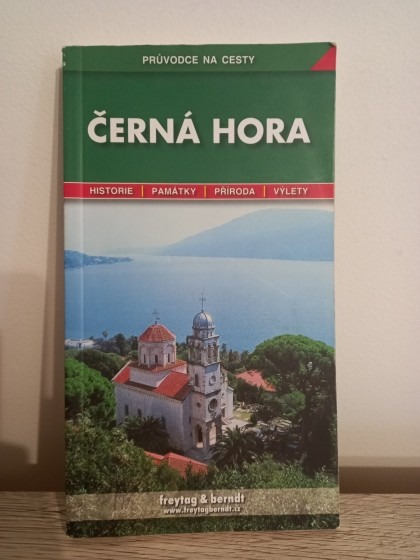 PRŮVODCE NA CESTY
ČERNÁ HORA
HISTORIE | PAMÁTKY | PŘÍRODA | VÝLETY
freytag & berndt
www.freytagberndt.cz